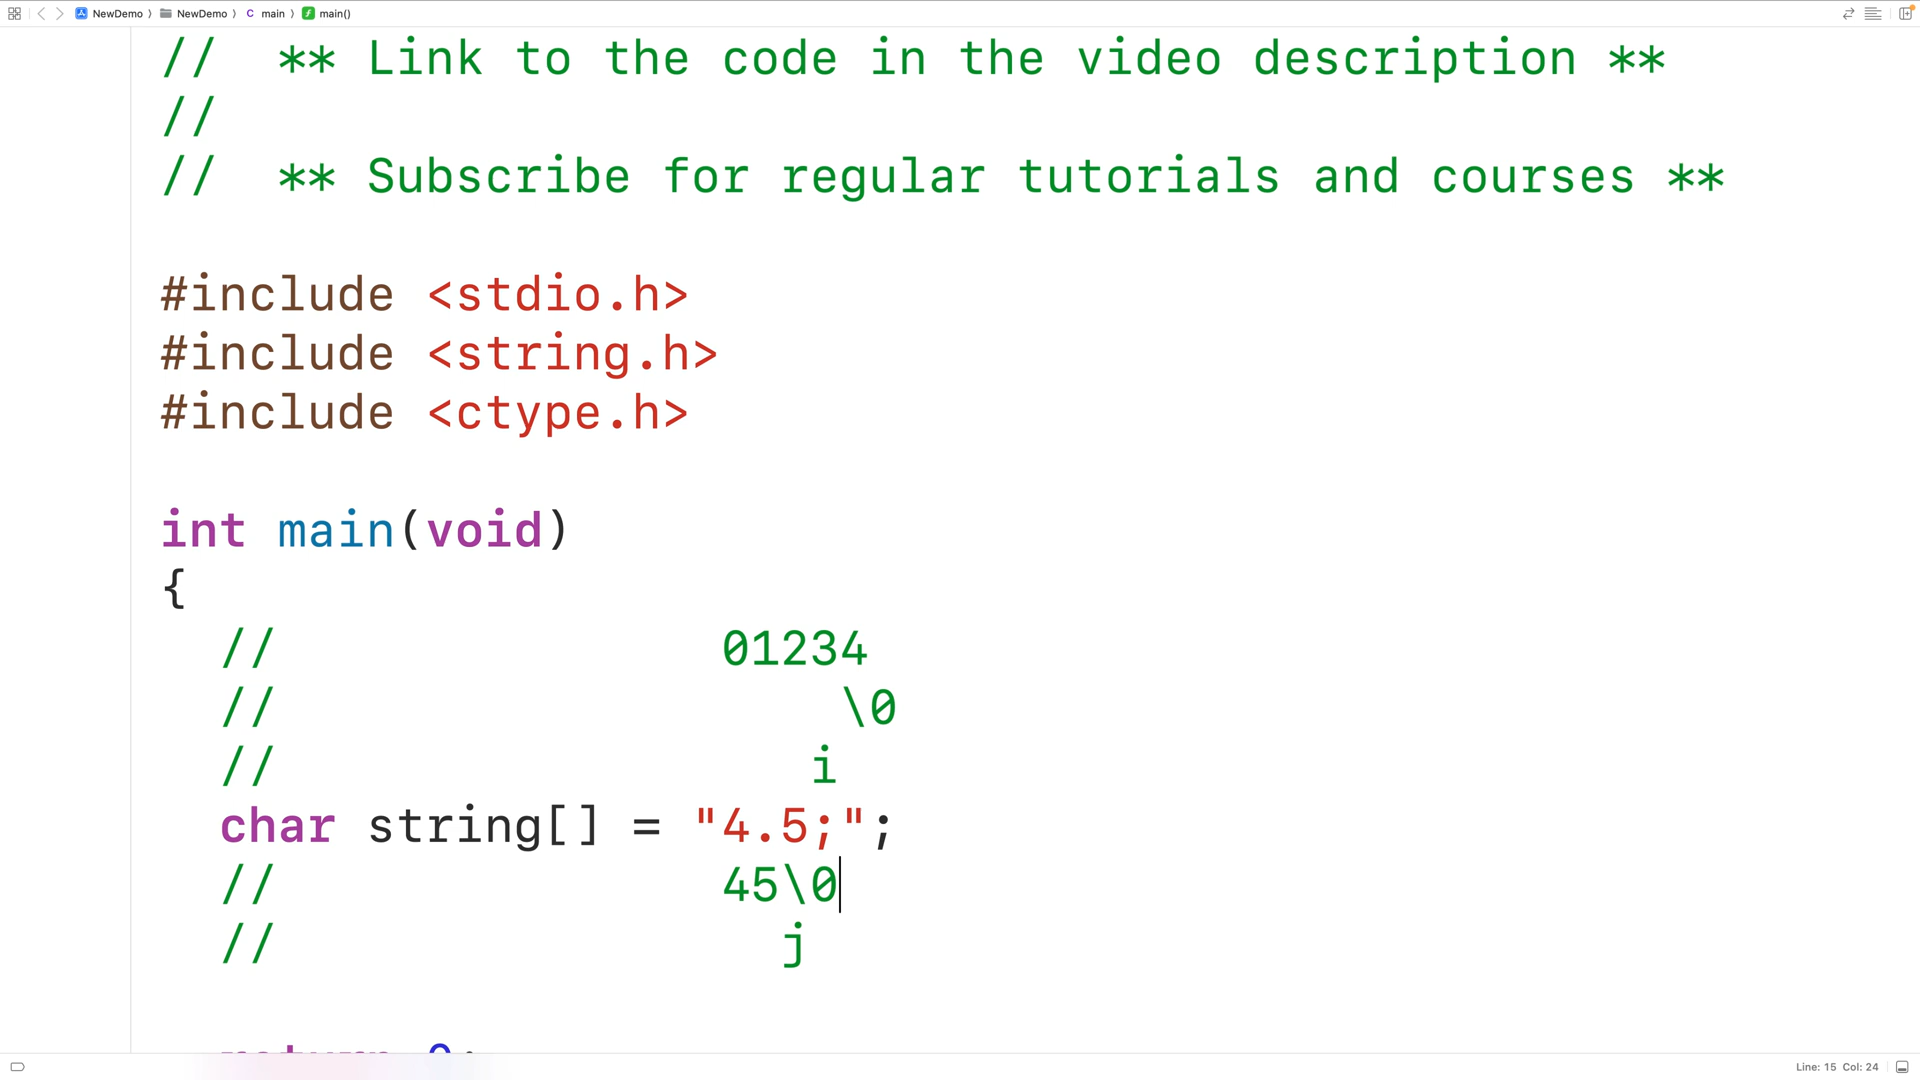 NewDemo ⟩ NewDemo ⟩ C main ⟩ f main()
// ** Link to the code in the video description **
//
// ** Subscribe for regular tutorials and courses **
#include <stdio.h>
#include <string.h>
#include <ctype.h>
int main(void)
{
// 01234
// \0
// i
char string[] = "4.5;";
// 45\0
// j
return 0;
Line: 15 Col: 24